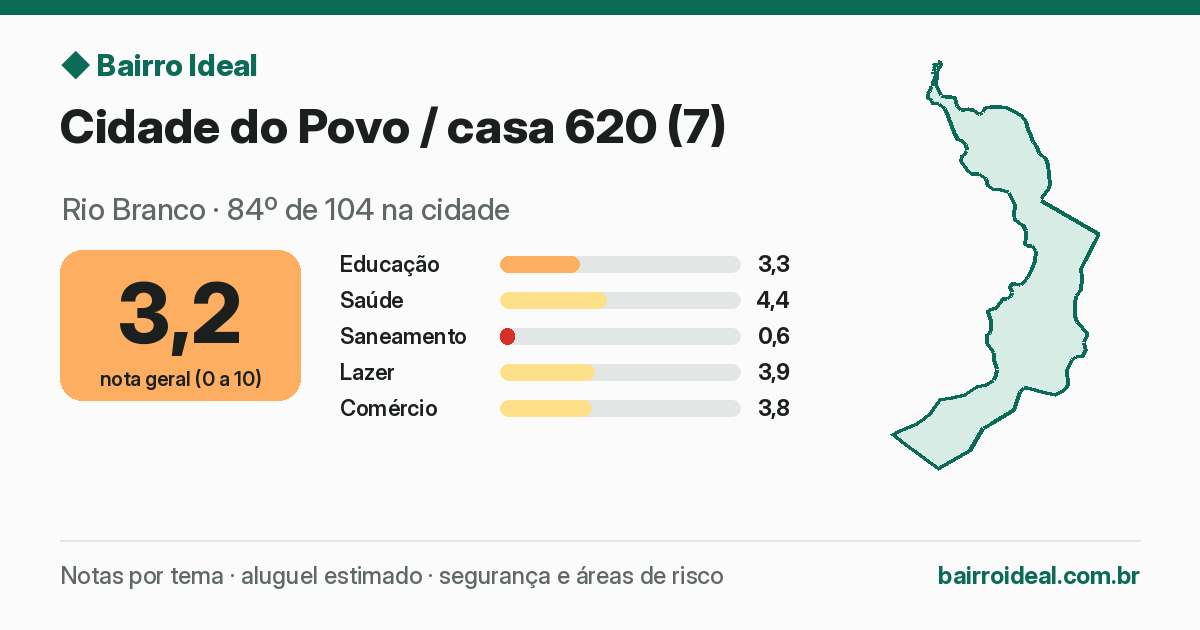 Bairro Ideal
Cidade do Povo / casa 620 (7)
Rio Branco · 84º de 104 na cidade
3,2
nota geral (0 a 10)
Educação 3,3
Saúde 4,4
Saneamento 0,6
Lazer 3,9
Comércio 3,8
Notas por tema · aluguel estimado · segurança e áreas de risco
bairroideal.com.br